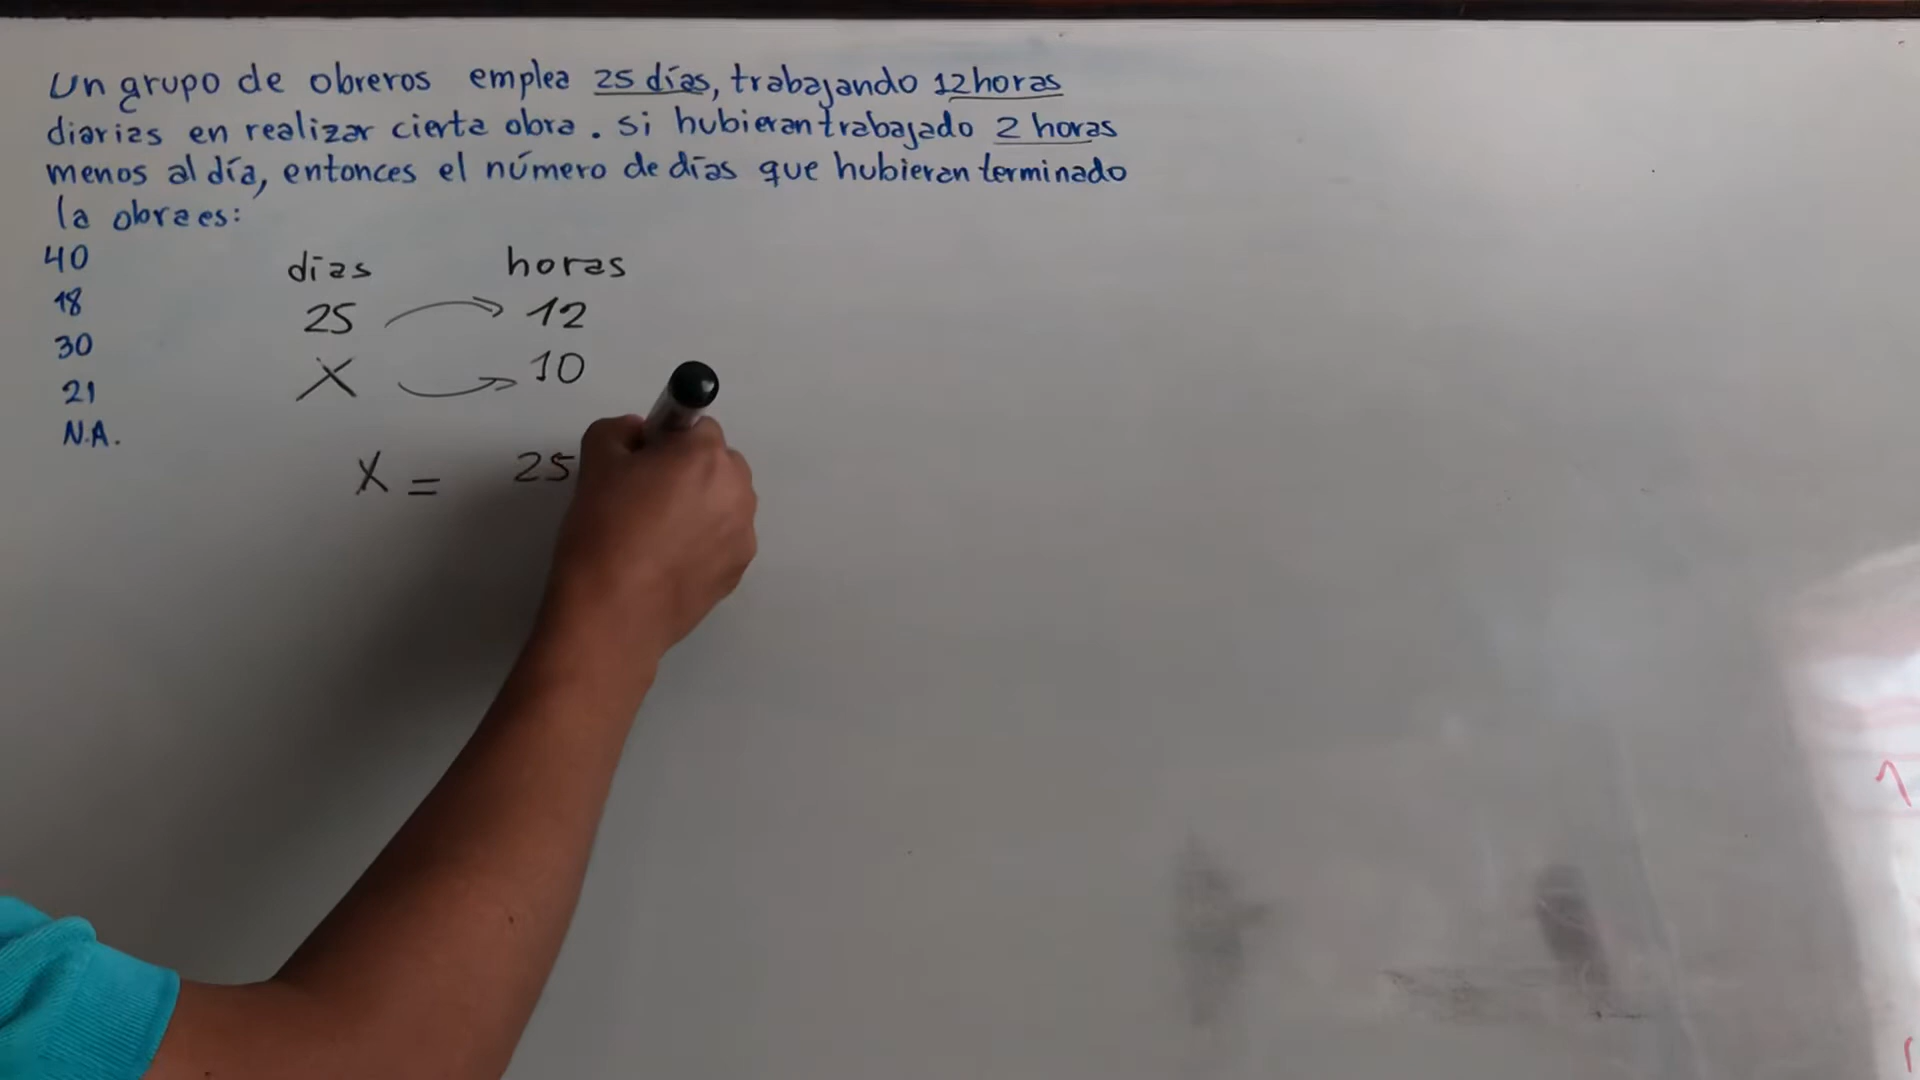 Un grupo de obreros emplea 25 días, trabajando 12 horas
diarias en realizar cierta obra. si hubieran trabajado 2 horas
menos al día, entonces el número de días que hubieran terminado
la obra es:
40
18
30
21
N.A.
días horas
25 12
X 10
X = 25